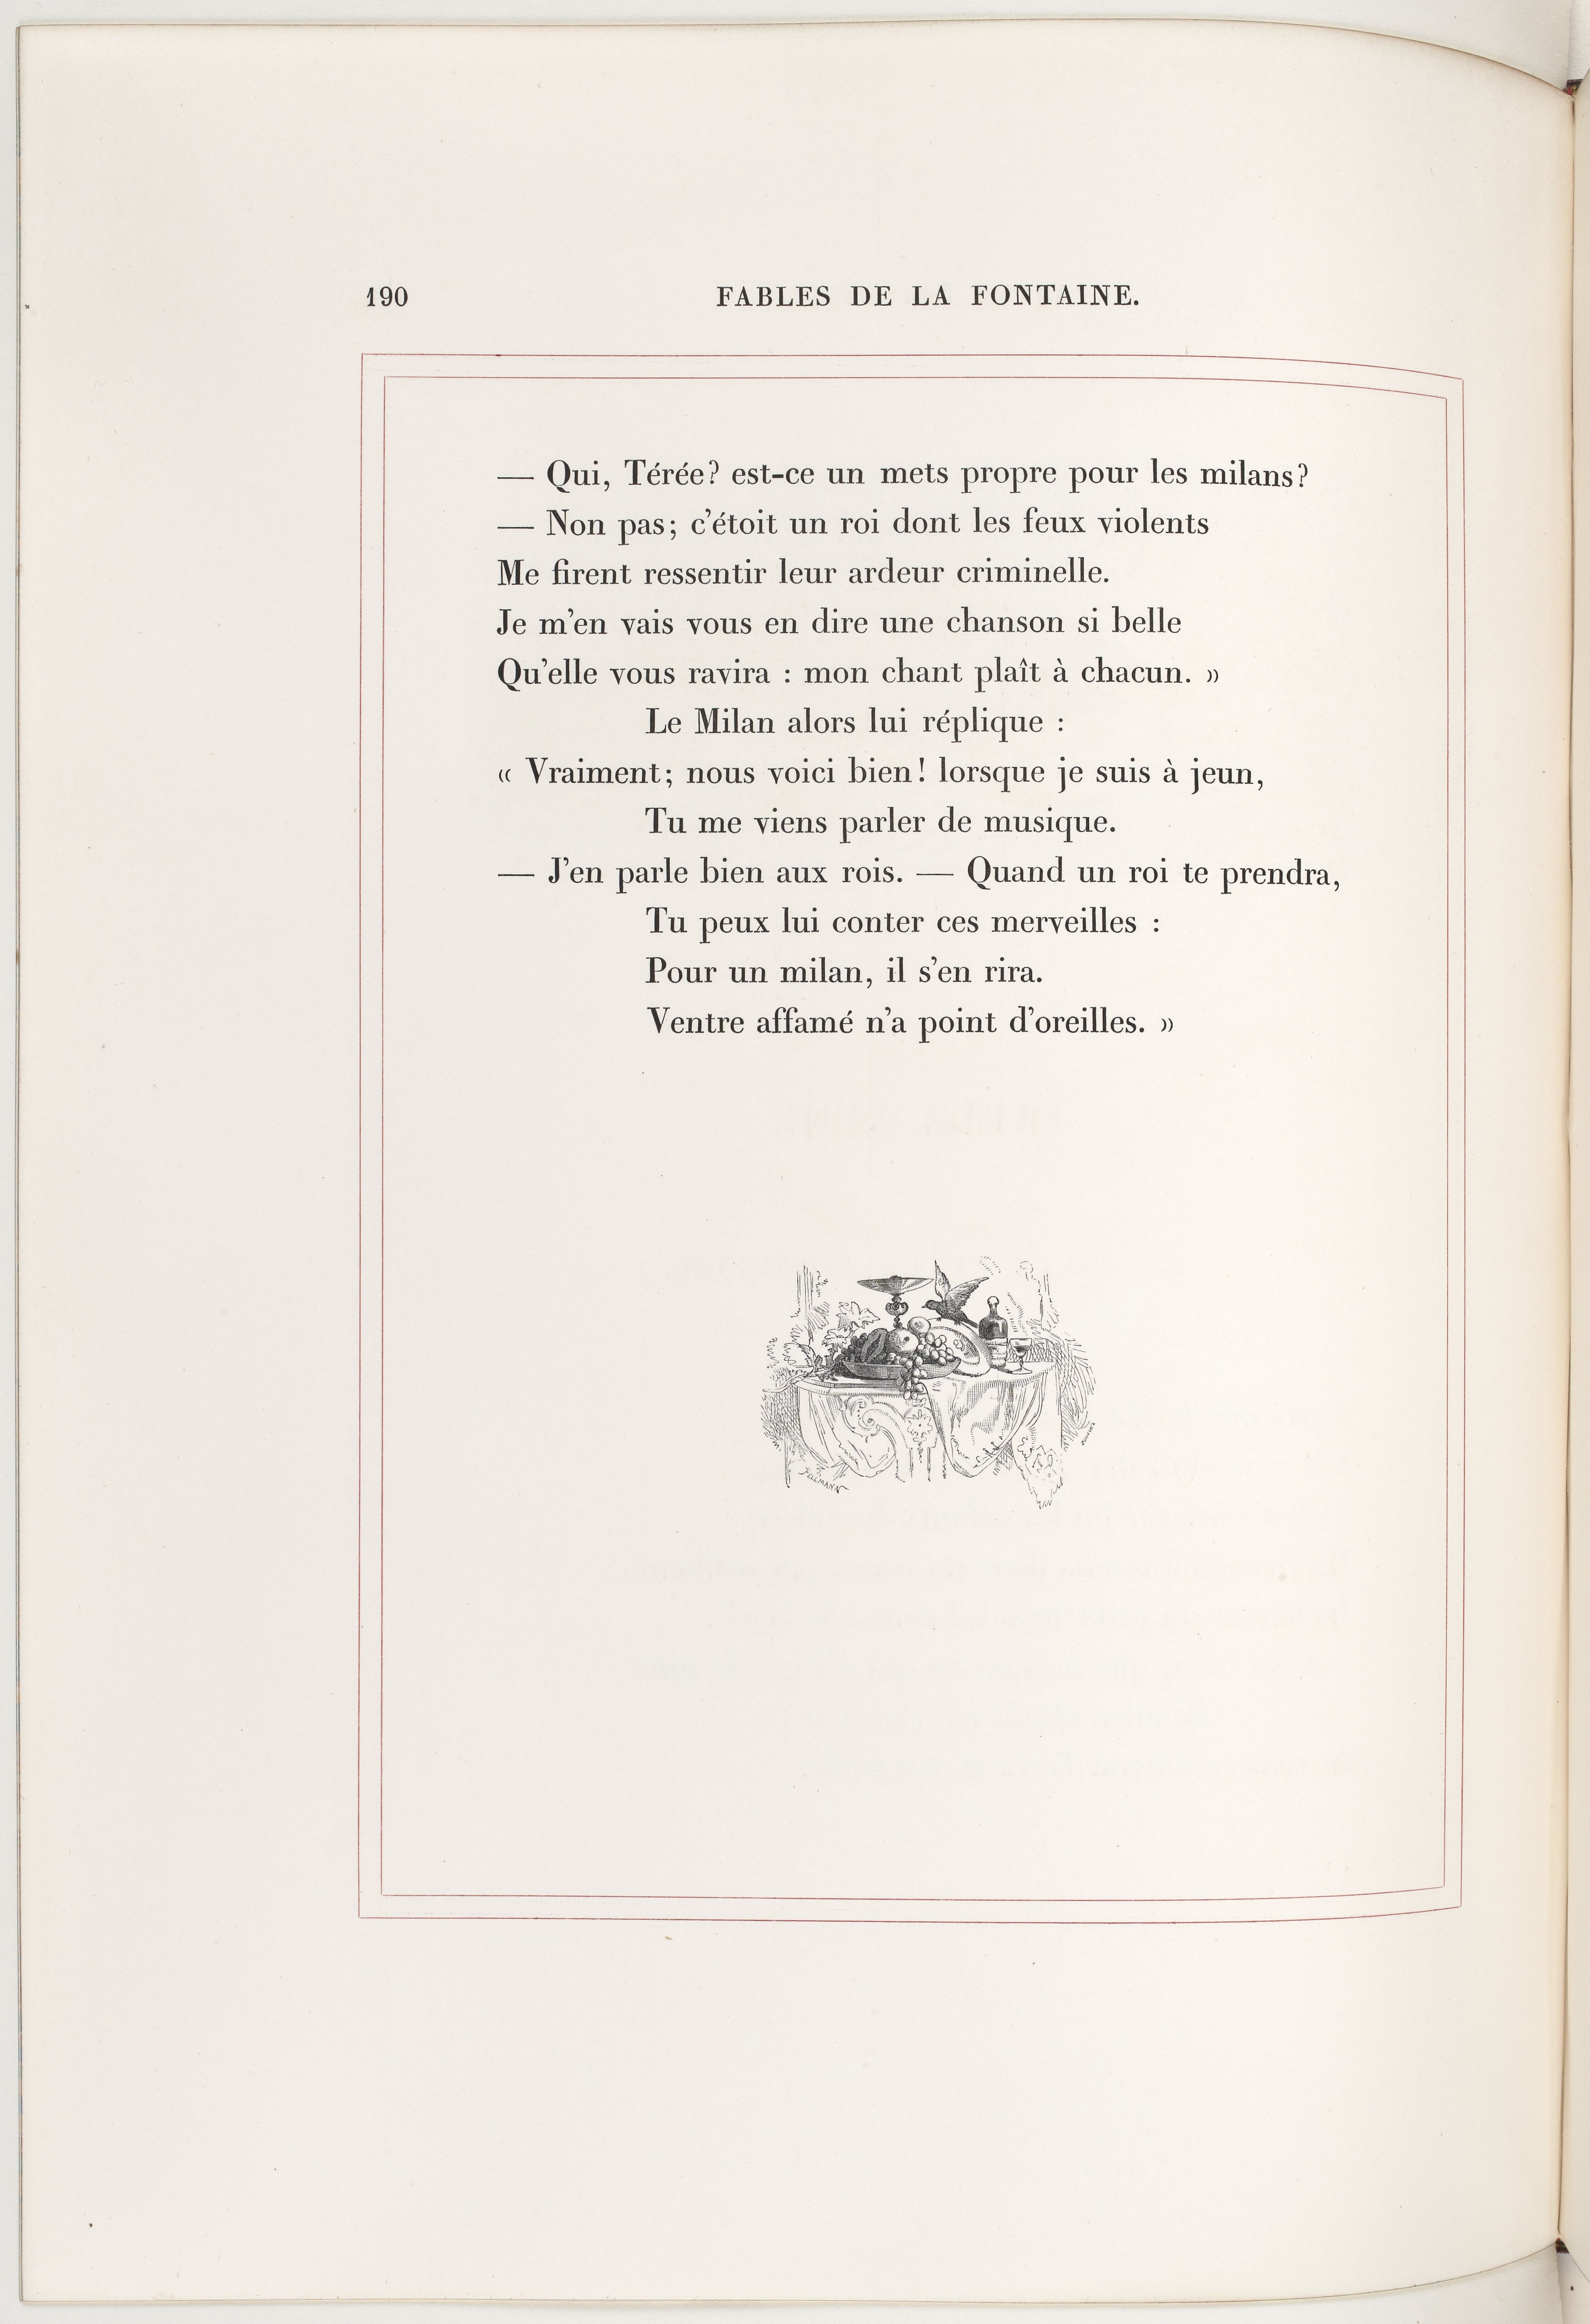 190
FABLES DE LA FONTAINE.
— Qui, Térée? est-ce un mets propre pour les milans?
— Non pas; c'étoit un roi dont les feux violents
Me firent ressentir leur ardeur criminelle.
Je m'en vais vous en dire une chanson si belle
Qu'elle vous ravira : mon chant plaît à chacun. »
Le Milan alors lui réplique :
« Vraiment; nous voici bien! lorsque je suis à jeun,
Tu me viens parler de musique.
— J'en parle bien aux rois. — Quand un roi te prendra,
Tu peux lui conter ces merveilles :
Pour un milan, il s'en rira.
Ventre affamé n'a point d'oreilles. »